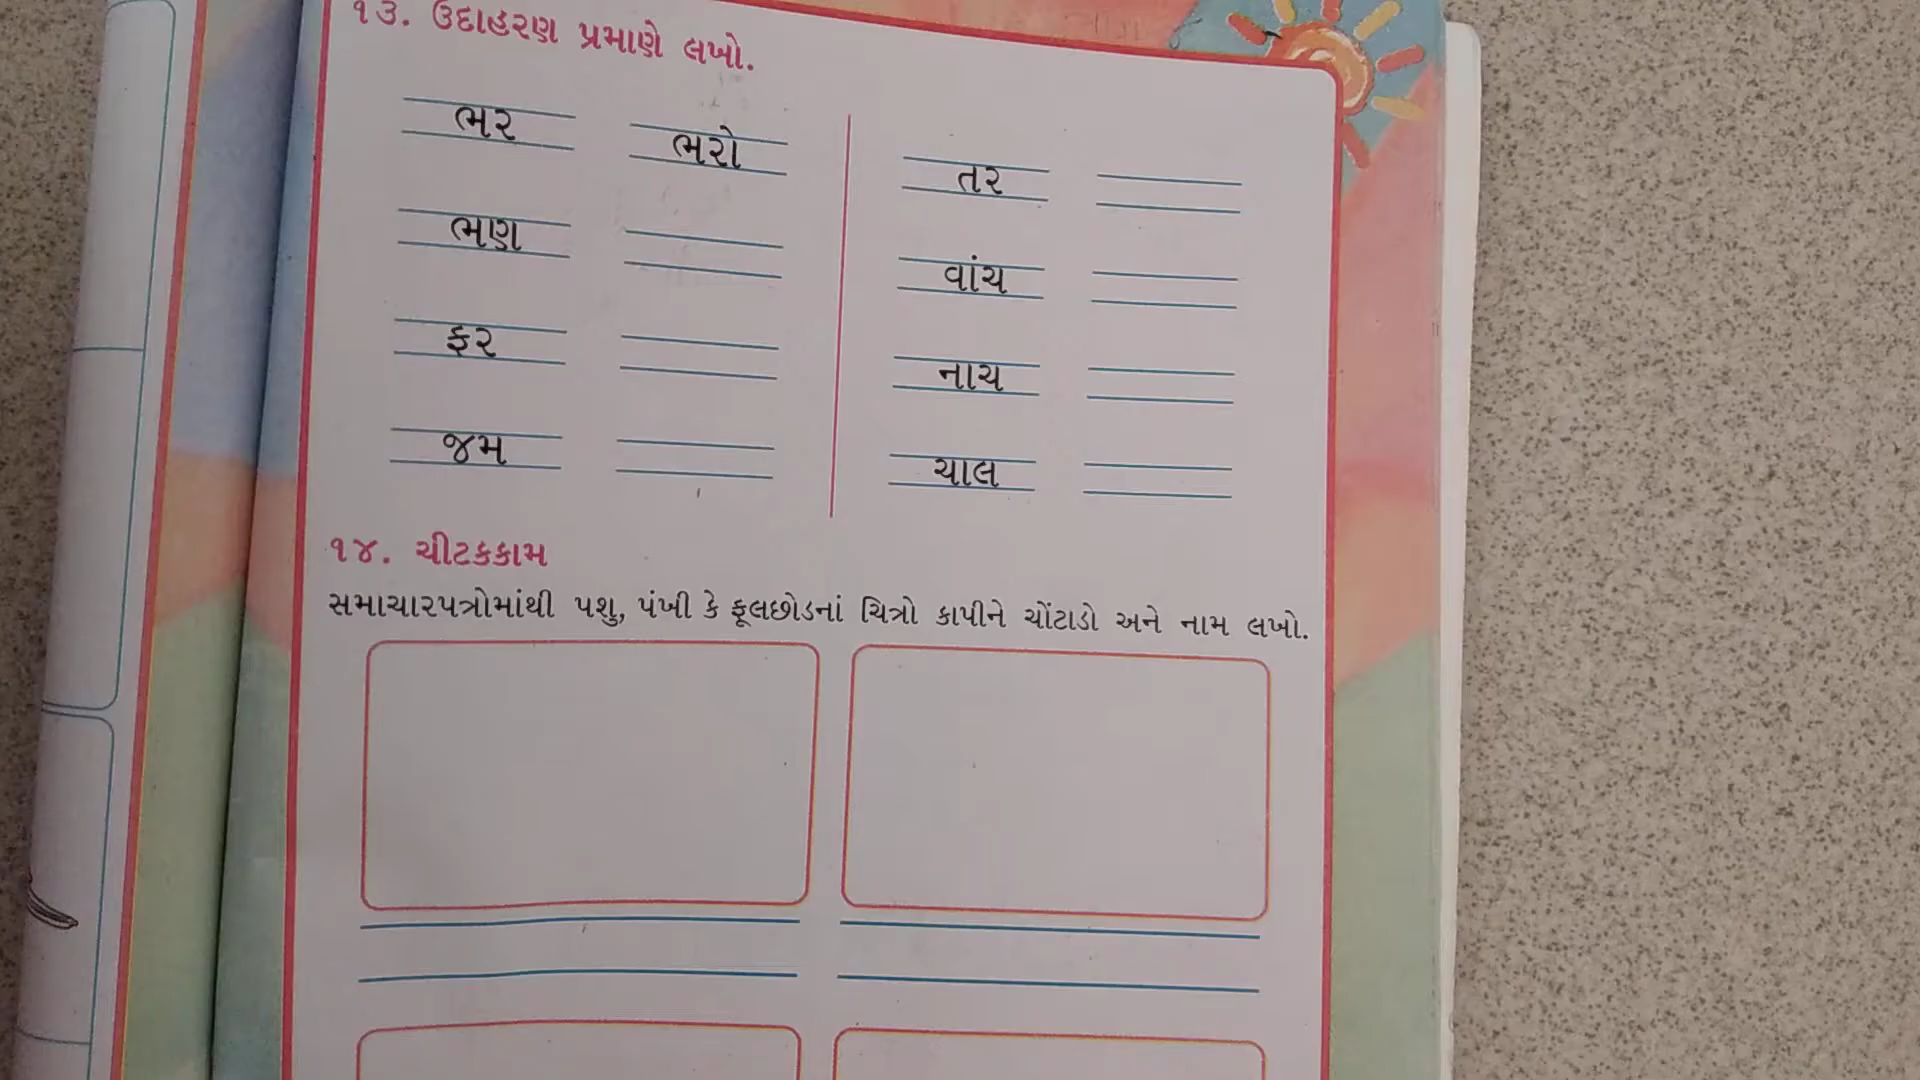 ૧૩. ઉદાહરણ પ્રમાણે લખો.
ભર ભરો
ભણ
ફર
જમ
તર
વાંચ
નાચ
ચાલ
૧૪. ચીટકકામ
સમાચારપત્રોમાંથી પશુ, પંખી કે ફૂલછોડનાં ચિત્રો કાપીને ચોંટાડો અને નામ લખો.